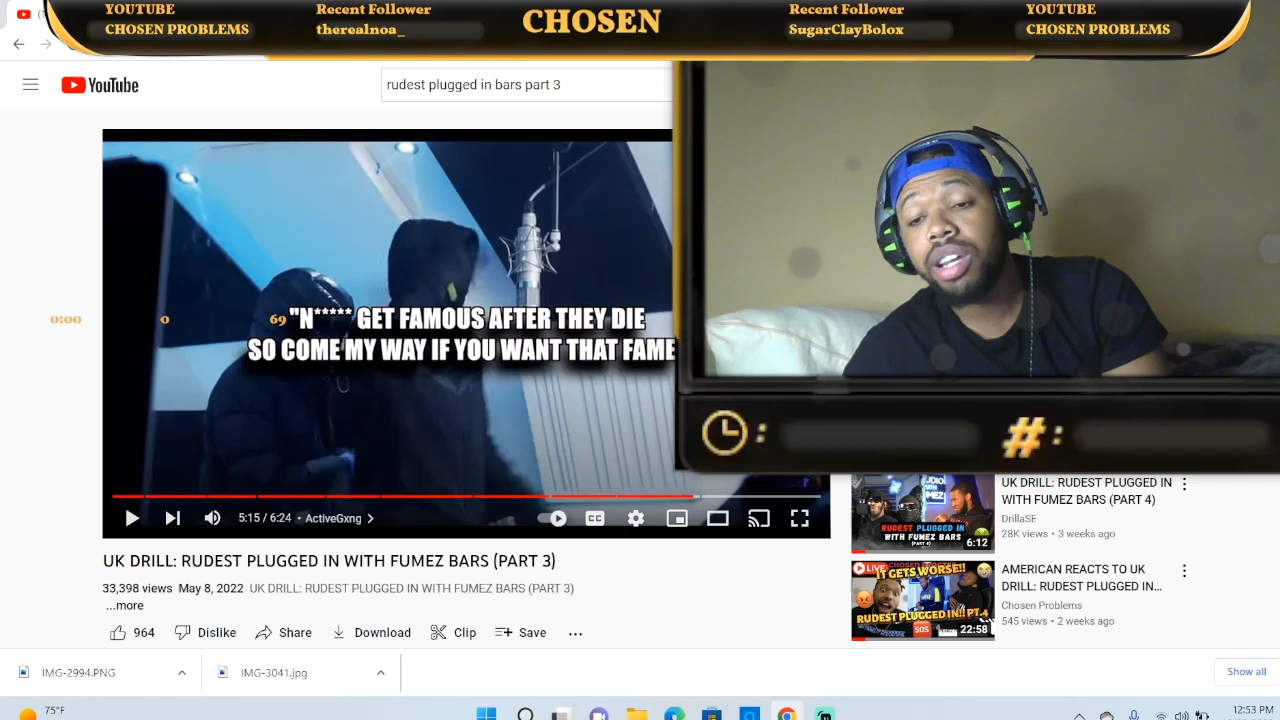 YOUTUBE
CHOSEN PROBLEMS
Recent Follower
therealnoa_
CHOSEN
Recent Follower
SugarClayBolox
YOUTUBE
CHOSEN PROBLEMS
YouTube
rudest plugged in bars part 3
0:00
0
69
"N***** GET FAMOUS AFTER THEY DIE
SO COME MY WAY IF YOU WANT THAT FAME
:
#:
5:15 / 6:24 • ActiveGxng >
CC
UK DRILL: RUDEST PLUGGED IN WITH FUMEZ BARS (PART 3)
33,398 views May 8, 2022 UK DRILL: RUDEST PLUGGED IN WITH FUMEZ BARS (PART 3)
...more
964
Dislike
Share
Download
Clip
Save
RUDEST PLUGGED IN
WITH FUMEZ BARS
6:12
UK DRILL: RUDEST PLUGGED IN
WITH FUMEZ BARS (PART 4)
DrillaSE
28K views • 3 weeks ago
LIVE
IT GETS WORSE!!
RUDEST PLUGGED IN!! PT.4
SOS
22:58
AMERICAN REACTS TO UK
DRILL: RUDEST PLUGGED IN...
Chosen Problems
545 views • 2 weeks ago
IMG-2994.PNG
IMG-3041.jpg
Show all
75°F
12:53 PM